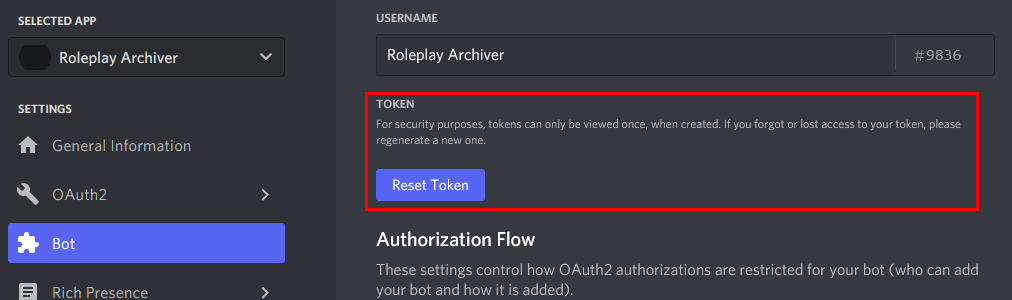 SELECTED APP
Roleplay Archiver
SETTINGS
General Information
OAuth2
Bot
Rich Presence
USERNAME
Roleplay Archiver
#9836
TOKEN
For security purposes, tokens can only be viewed once, when created. If you forgot or lost access to your token, please
regenerate a new one.
Reset Token
Authorization Flow
These settings control how OAuth2 authorizations are restricted for your bot (who can add
your bot and how it is added).